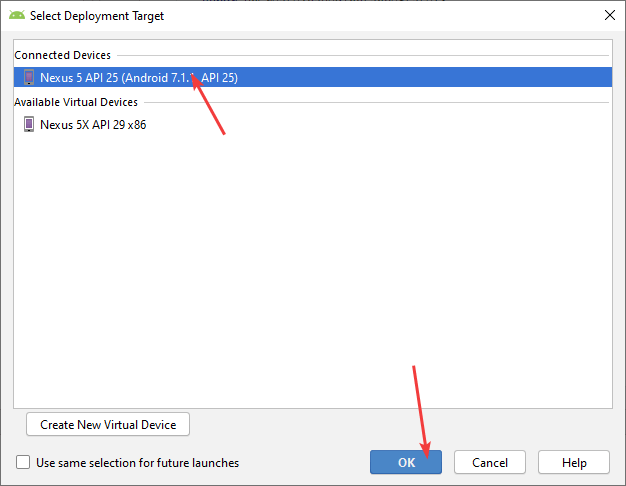 Select Deployment Target
Connected Devices
Nexus 5 API 25 (Android 7.1.1, API 25)
Available Virtual Devices
Nexus 5X API 29 x86
Create New Virtual Device
Use same selection for future launches
OK
Cancel
Help